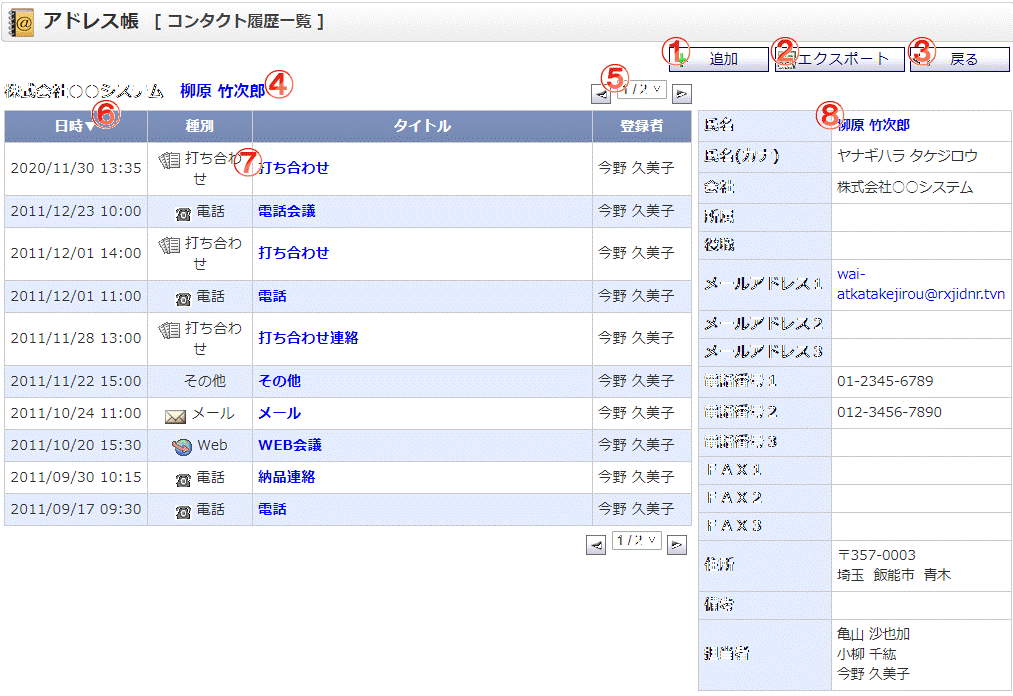 アドレス帳 [ コンタクト履歴一覧 ]
① 追加 ② エクスポート ③ 戻る
株式会社○○システム 柳原 竹次郎 ④ ⑤ 1 / 2
日時▼ ⑥ 種別 タイトル 登録者
2020/11/30 13:35 打ち合わせ ⑦ 打ち合わせ 今野 久美子
2011/12/23 10:00 電話 電話会議 今野 久美子
2011/12/01 14:00 打ち合わせ 打ち合わせ 今野 久美子
2011/12/01 11:00 電話 電話 今野 久美子
2011/11/28 13:00 打ち合わせ 打ち合わせ連絡 今野 久美子
2011/11/22 15:00 その他 その他 今野 久美子
2011/10/24 11:00 メール メール 今野 久美子
2011/10/20 15:30 Web WEB会議 今野 久美子
2011/09/30 10:15 電話 納品連絡 今野 久美子
2011/09/17 09:30 電話 電話 今野 久美子
1 / 2
氏名 ⑧ 柳原 竹次郎
氏名(カナ) ヤナギハラ タケジロウ
会社 株式会社○○システム
所属
役職
メールアドレス1 wai-
atkatakejirou@rxjidnr.tvn
メールアドレス2
メールアドレス3
電話番号1 01-2345-6789
電話番号2 012-3456-7890
電話番号3
ＦＡＸ1
ＦＡＸ2
ＦＡＸ3
住所 〒357-0003
埼玉 飯能市 青木
備考
担当者 亀山 沙也加
小柳 千紘
今野 久美子